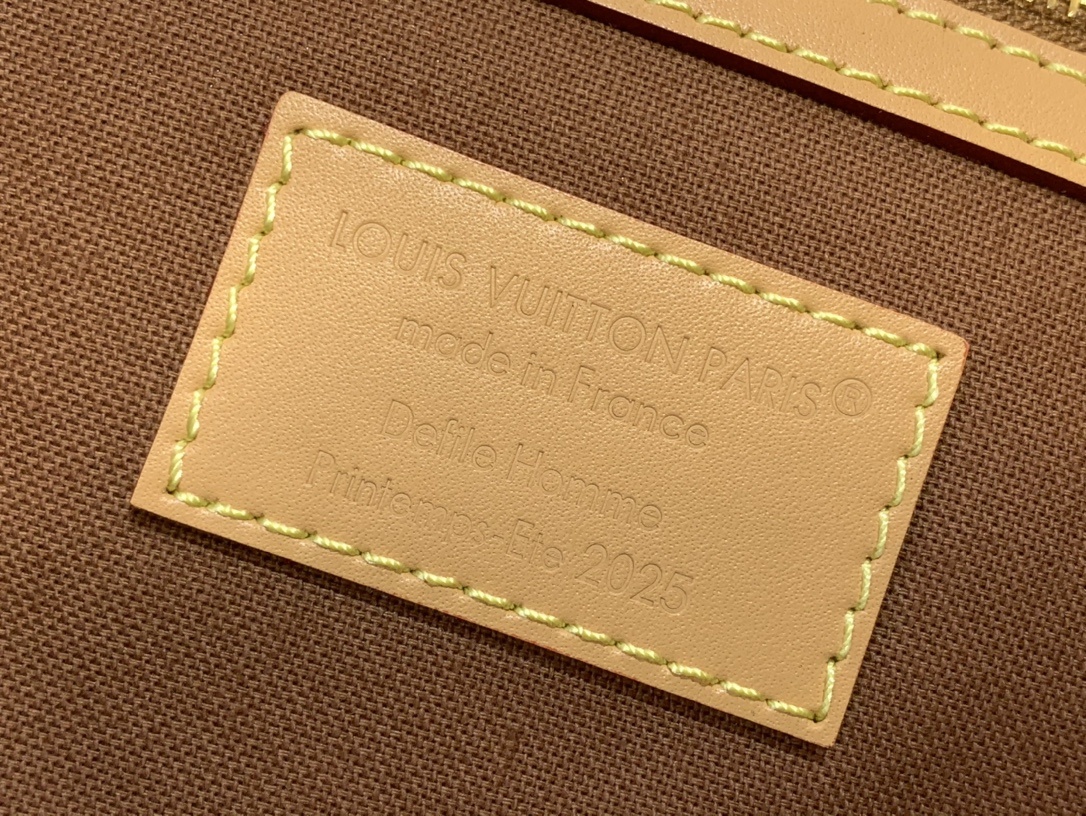 LOUIS VUITTON PARIS®
made in France
Defile Homme
Printemps-Ete 2025